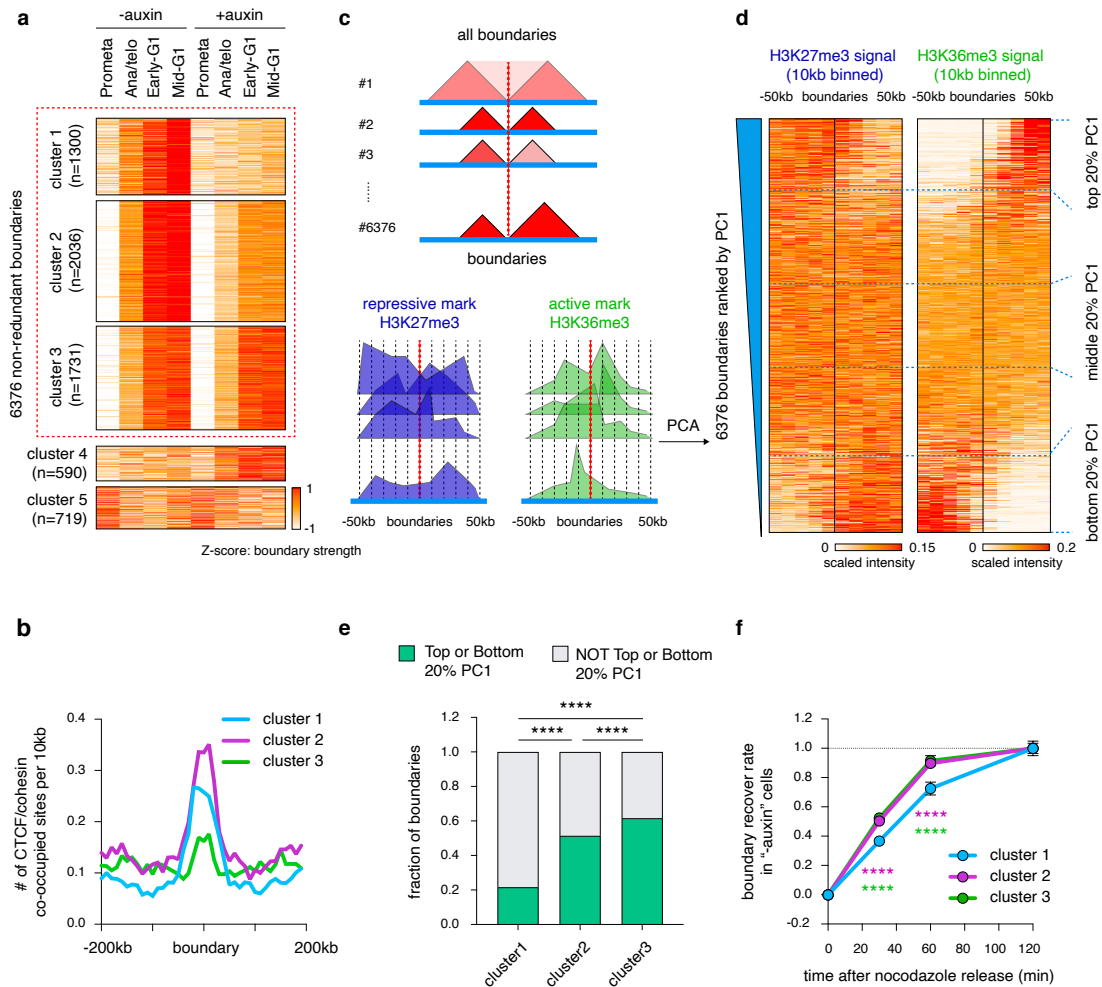 a
-auxin
+auxin
Prometa
Ana/telo
Early-G1
Mid-G1
Prometa
Ana/telo
Early-G1
Mid-G1
6376 non-redundant boundaries
cluster 1
(n=1300)
cluster 2
(n=2036)
cluster 3
(n=1731)
cluster 4
(n=590)
cluster 5
(n=719)
1
-1
Z-score: boundary strength
c
all boundaries
#1
#2
#3
#6376
boundaries
repressive mark
H3K27me3
active mark
H3K36me3
-50kb boundaries 50kb
-50kb boundaries 50kb
PCA
d
H3K27me3 signal
(10kb binned)
H3K36me3 signal
(10kb binned)
-50kb boundaries 50kb
-50kb boundaries 50kb
6376 boundaries ranked by PC1
top 20% PC1
middle 20% PC1
bottom 20% PC1
0 0.15
scaled intensity
0 0.2
scaled intensity
b
# of CTCF/cohesin
co-occupied sites per 10kb
0.4
0.3
0.2
0.1
0.0
cluster 1
cluster 2
cluster 3
-200kb boundary 200kb
e
Top or Bottom
20% PC1
NOT Top or Bottom
20% PC1
fraction of boundaries
1.2
1.0
0.8
0.6
0.4
0.2
0.0
****
**** ****
cluster1
cluster2
cluster3
f
boundary recover rate
in “-auxin” cells
1.2
1.0
0.8
0.6
0.4
0.2
0.0
-0.2
****
****
****
****
cluster 1
cluster 2
cluster 3
0 20 40 60 80 100 120
time after nocodazole release (min)